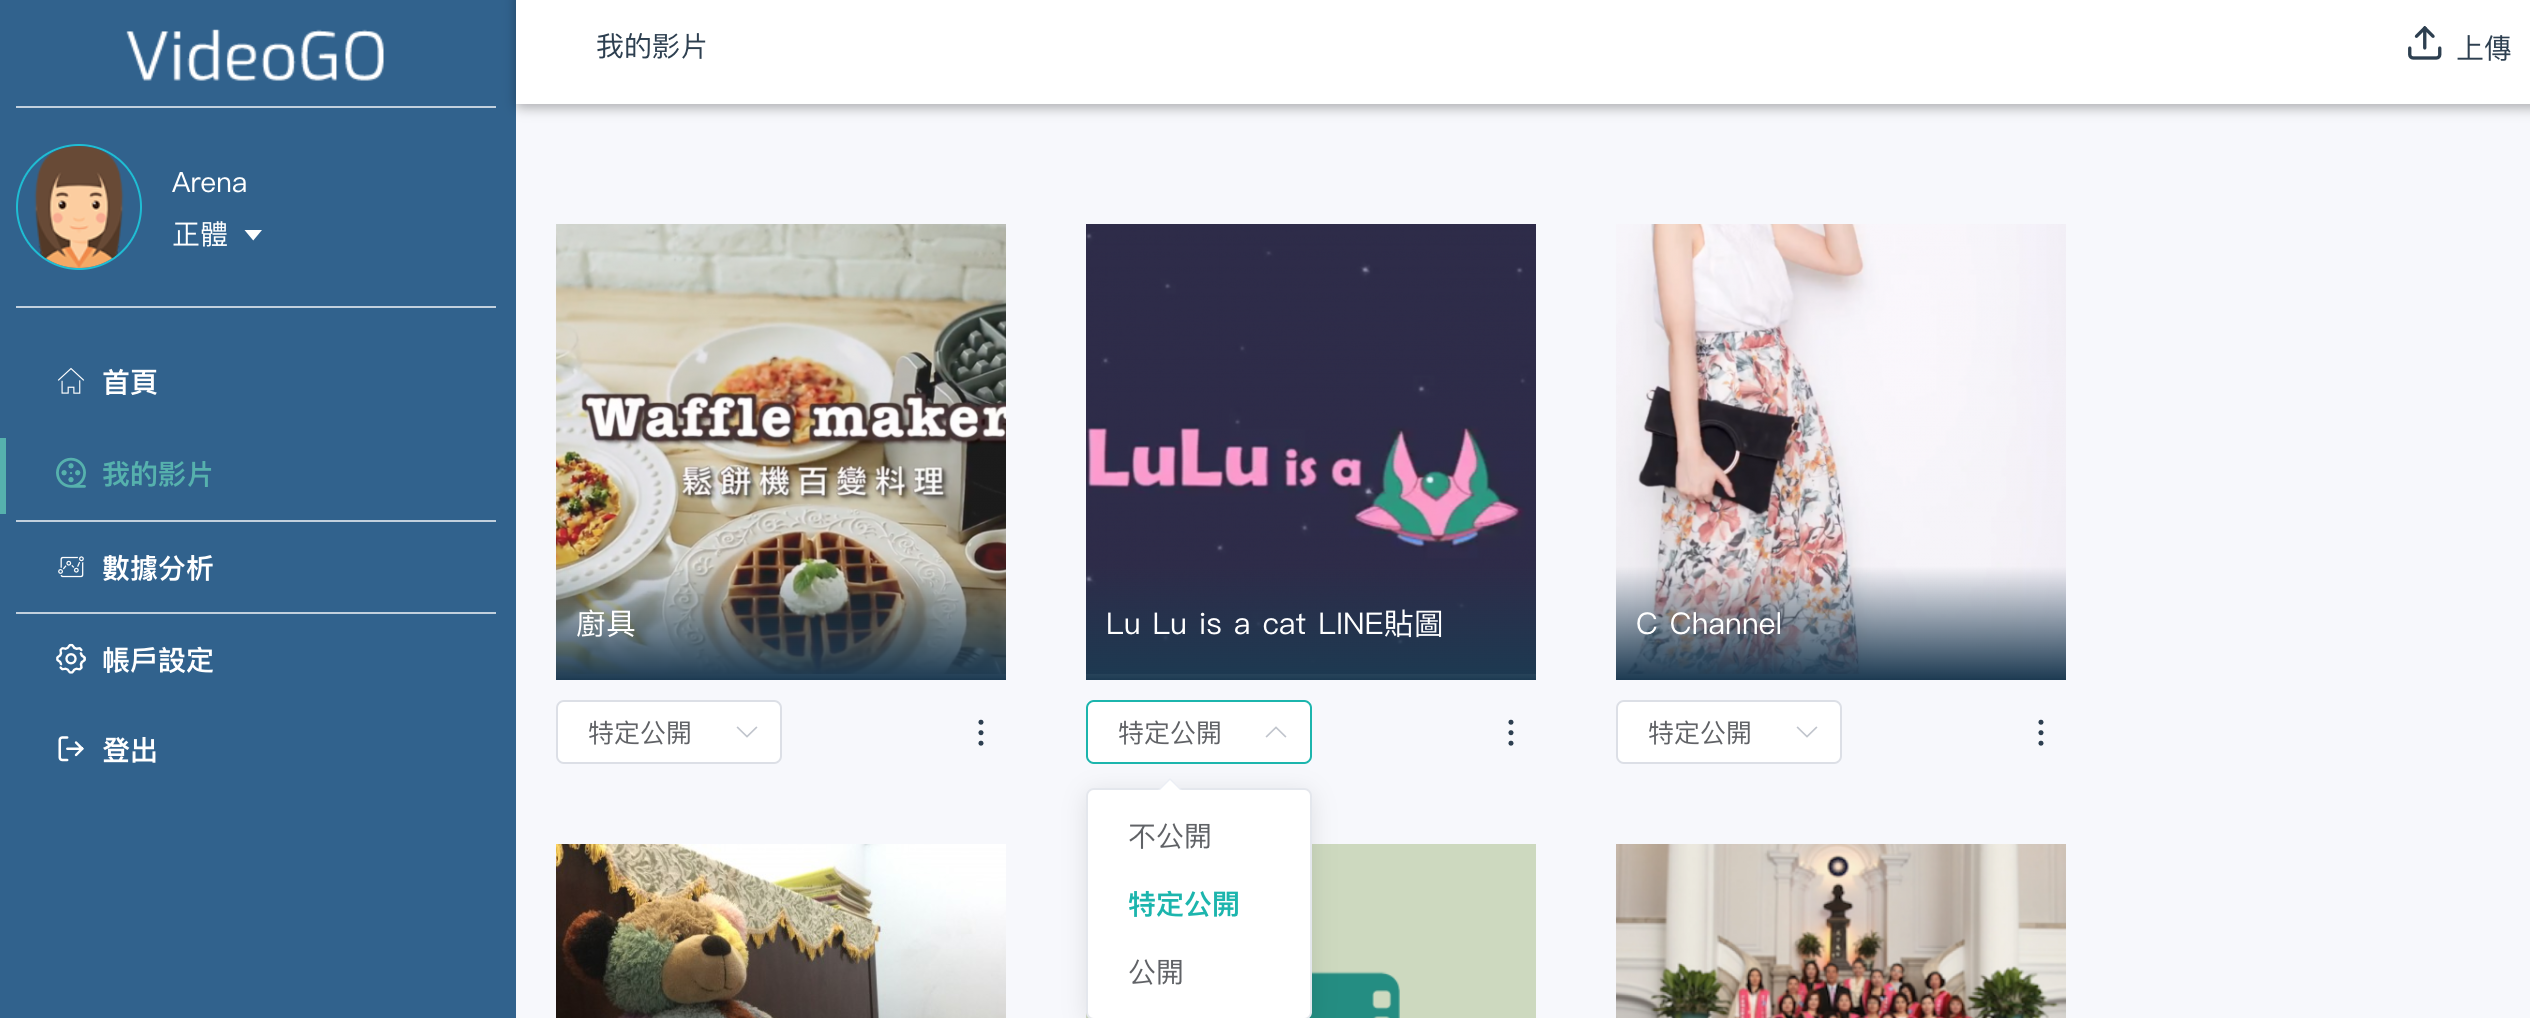 VideoGO
Arena
正體
首頁
我的影片
數據分析
帳戶設定
登出
我的影片
上傳
Waffle maker
鬆餅機百變料理
廚具
LuLu is a
Lu Lu is a cat LINE貼圖
C Channel
特定公開
特定公開
特定公開
不公開
特定公開
公開